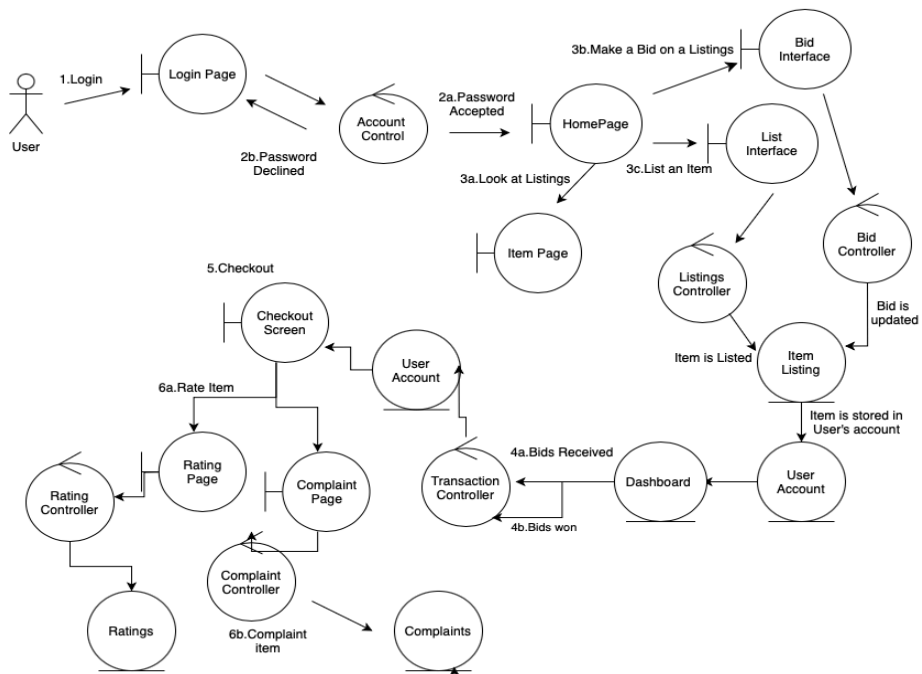 1.Login
User
Login Page
2b.Password
Declined
Account
Control
2a.Password
Accepted
HomePage
3b.Make a Bid on a Listings
Bid
Interface
3c.List an Item
List
Interface
3a.Look at Listings
Item Page
Listings
Controller
Bid
Controller
Bid is
updated
Item is Listed
Item
Listing
Item is stored in
User's account
User
Account
Dashboard
4a.Bids Received
4b.Bids won
Transaction
Controller
User
Account
5.Checkout
Checkout
Screen
6a.Rate Item
Rating
Page
Rating
Controller
Ratings
Complaint
Page
Complaint
Controller
6b.Complaint
item
Complaints